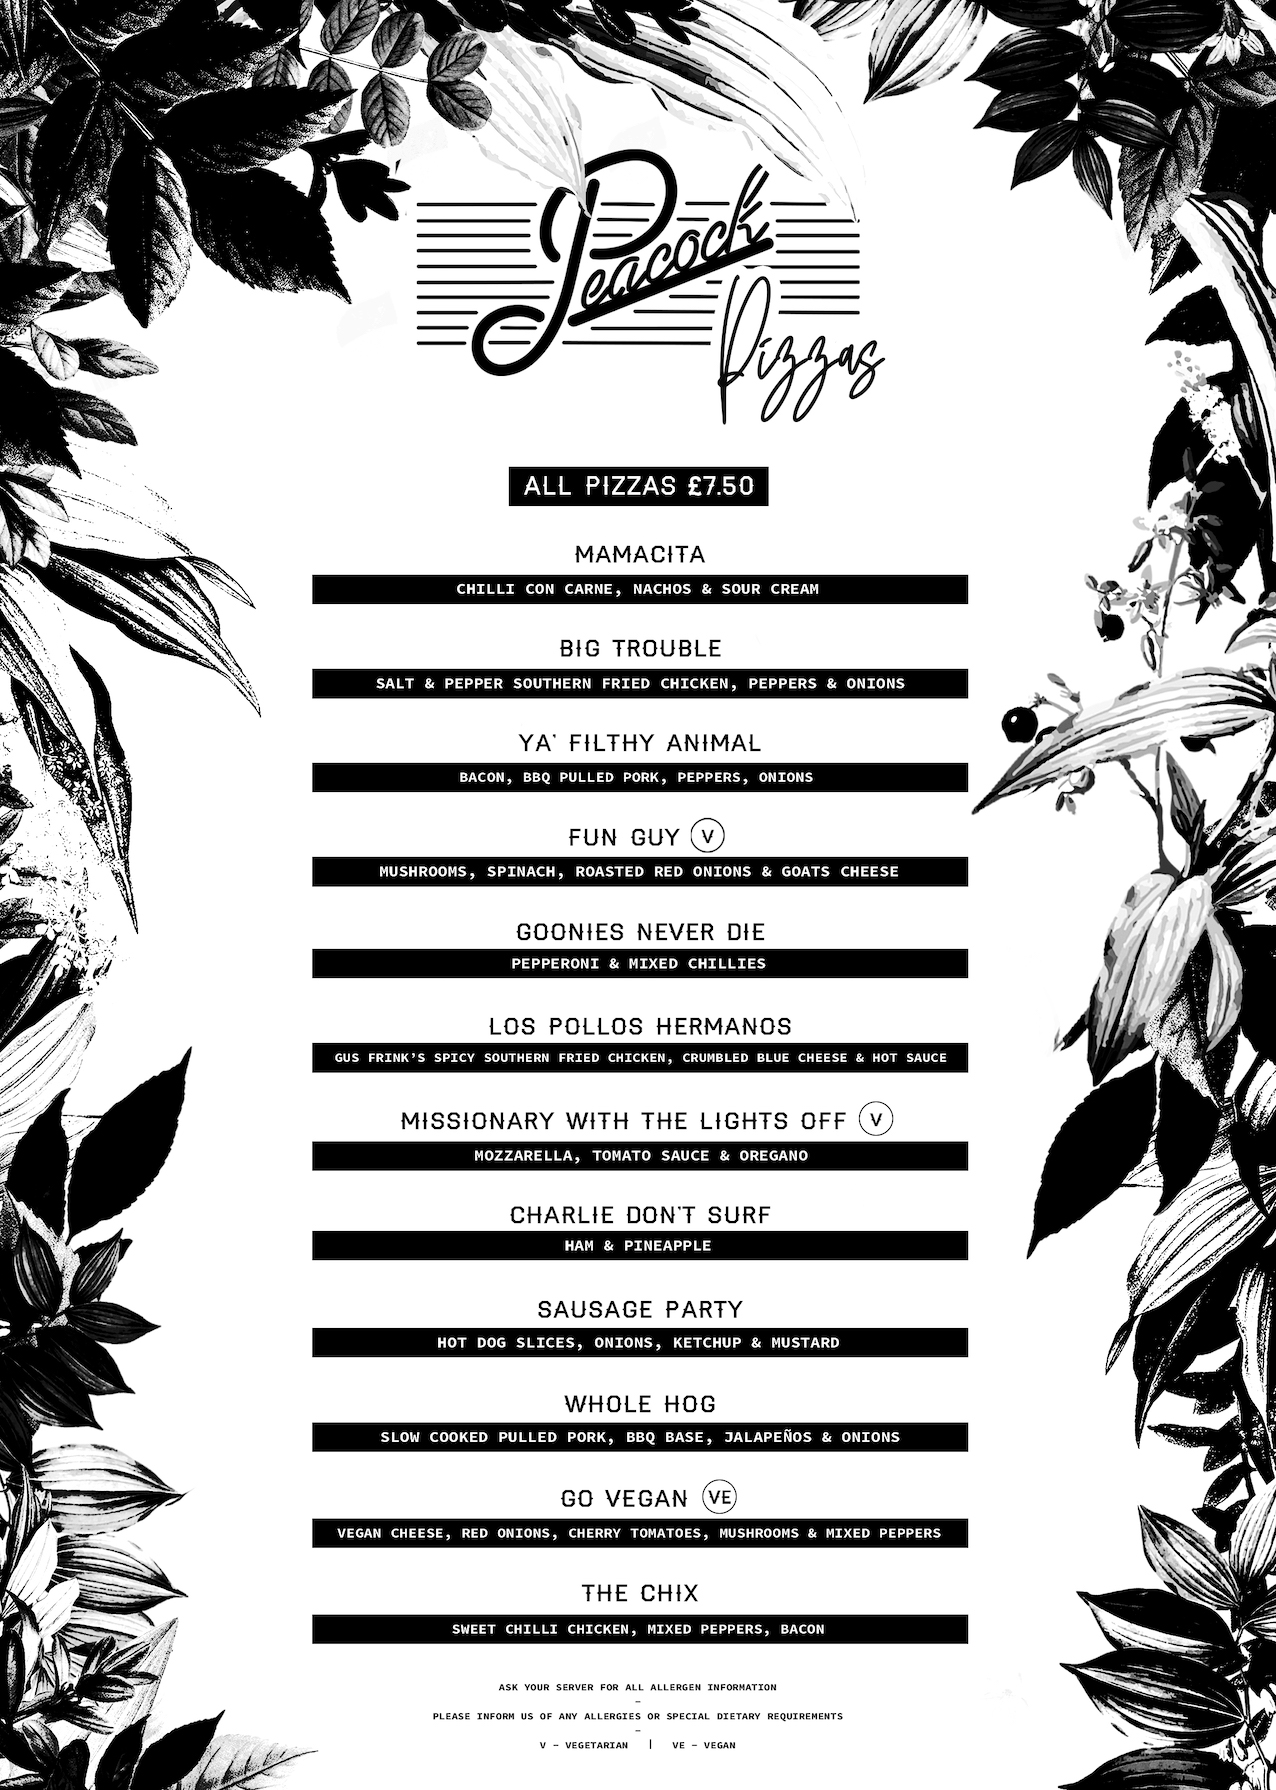 Peacock
Pizzas
ALL PIZZAS £7.50
MAMACITA
CHILLI CON CARNE, NACHOS & SOUR CREAM
BIG TROUBLE
SALT & PEPPER SOUTHERN FRIED CHICKEN, PEPPERS & ONIONS
YA' FILTHY ANIMAL
BACON, BBQ PULLED PORK, PEPPERS, ONIONS
FUN GUY V
MUSHROOMS, SPINACH, ROASTED RED ONIONS & GOATS CHEESE
GOONIES NEVER DIE
PEPPERONI & MIXED CHILLIES
LOS POLLOS HERMANOS
GUS FRINK'S SPICY SOUTHERN FRIED CHICKEN, CRUMBLED BLUE CHEESE & HOT SAUCE
MISSIONARY WITH THE LIGHTS OFF V
MOZZARELLA, TOMATO SAUCE & OREGANO
CHARLIE DON'T SURF
HAM & PINEAPPLE
SAUSAGE PARTY
HOT DOG SLICES, ONIONS, KETCHUP & MUSTARD
WHOLE HOG
SLOW COOKED PULLED PORK, BBQ BASE, JALAPEÑOS & ONIONS
GO VEGAN VE
VEGAN CHEESE, RED ONIONS, CHERRY TOMATOES, MUSHROOMS & MIXED PEPPERS
THE CHIX
SWEET CHILLI CHICKEN, MIXED PEPPERS, BACON
ASK YOUR SERVER FOR ALL ALLERGEN INFORMATION
–
PLEASE INFORM US OF ANY ALLERGIES OR SPECIAL DIETARY REQUIREMENTS
–
V – VEGETARIAN | VE – VEGAN